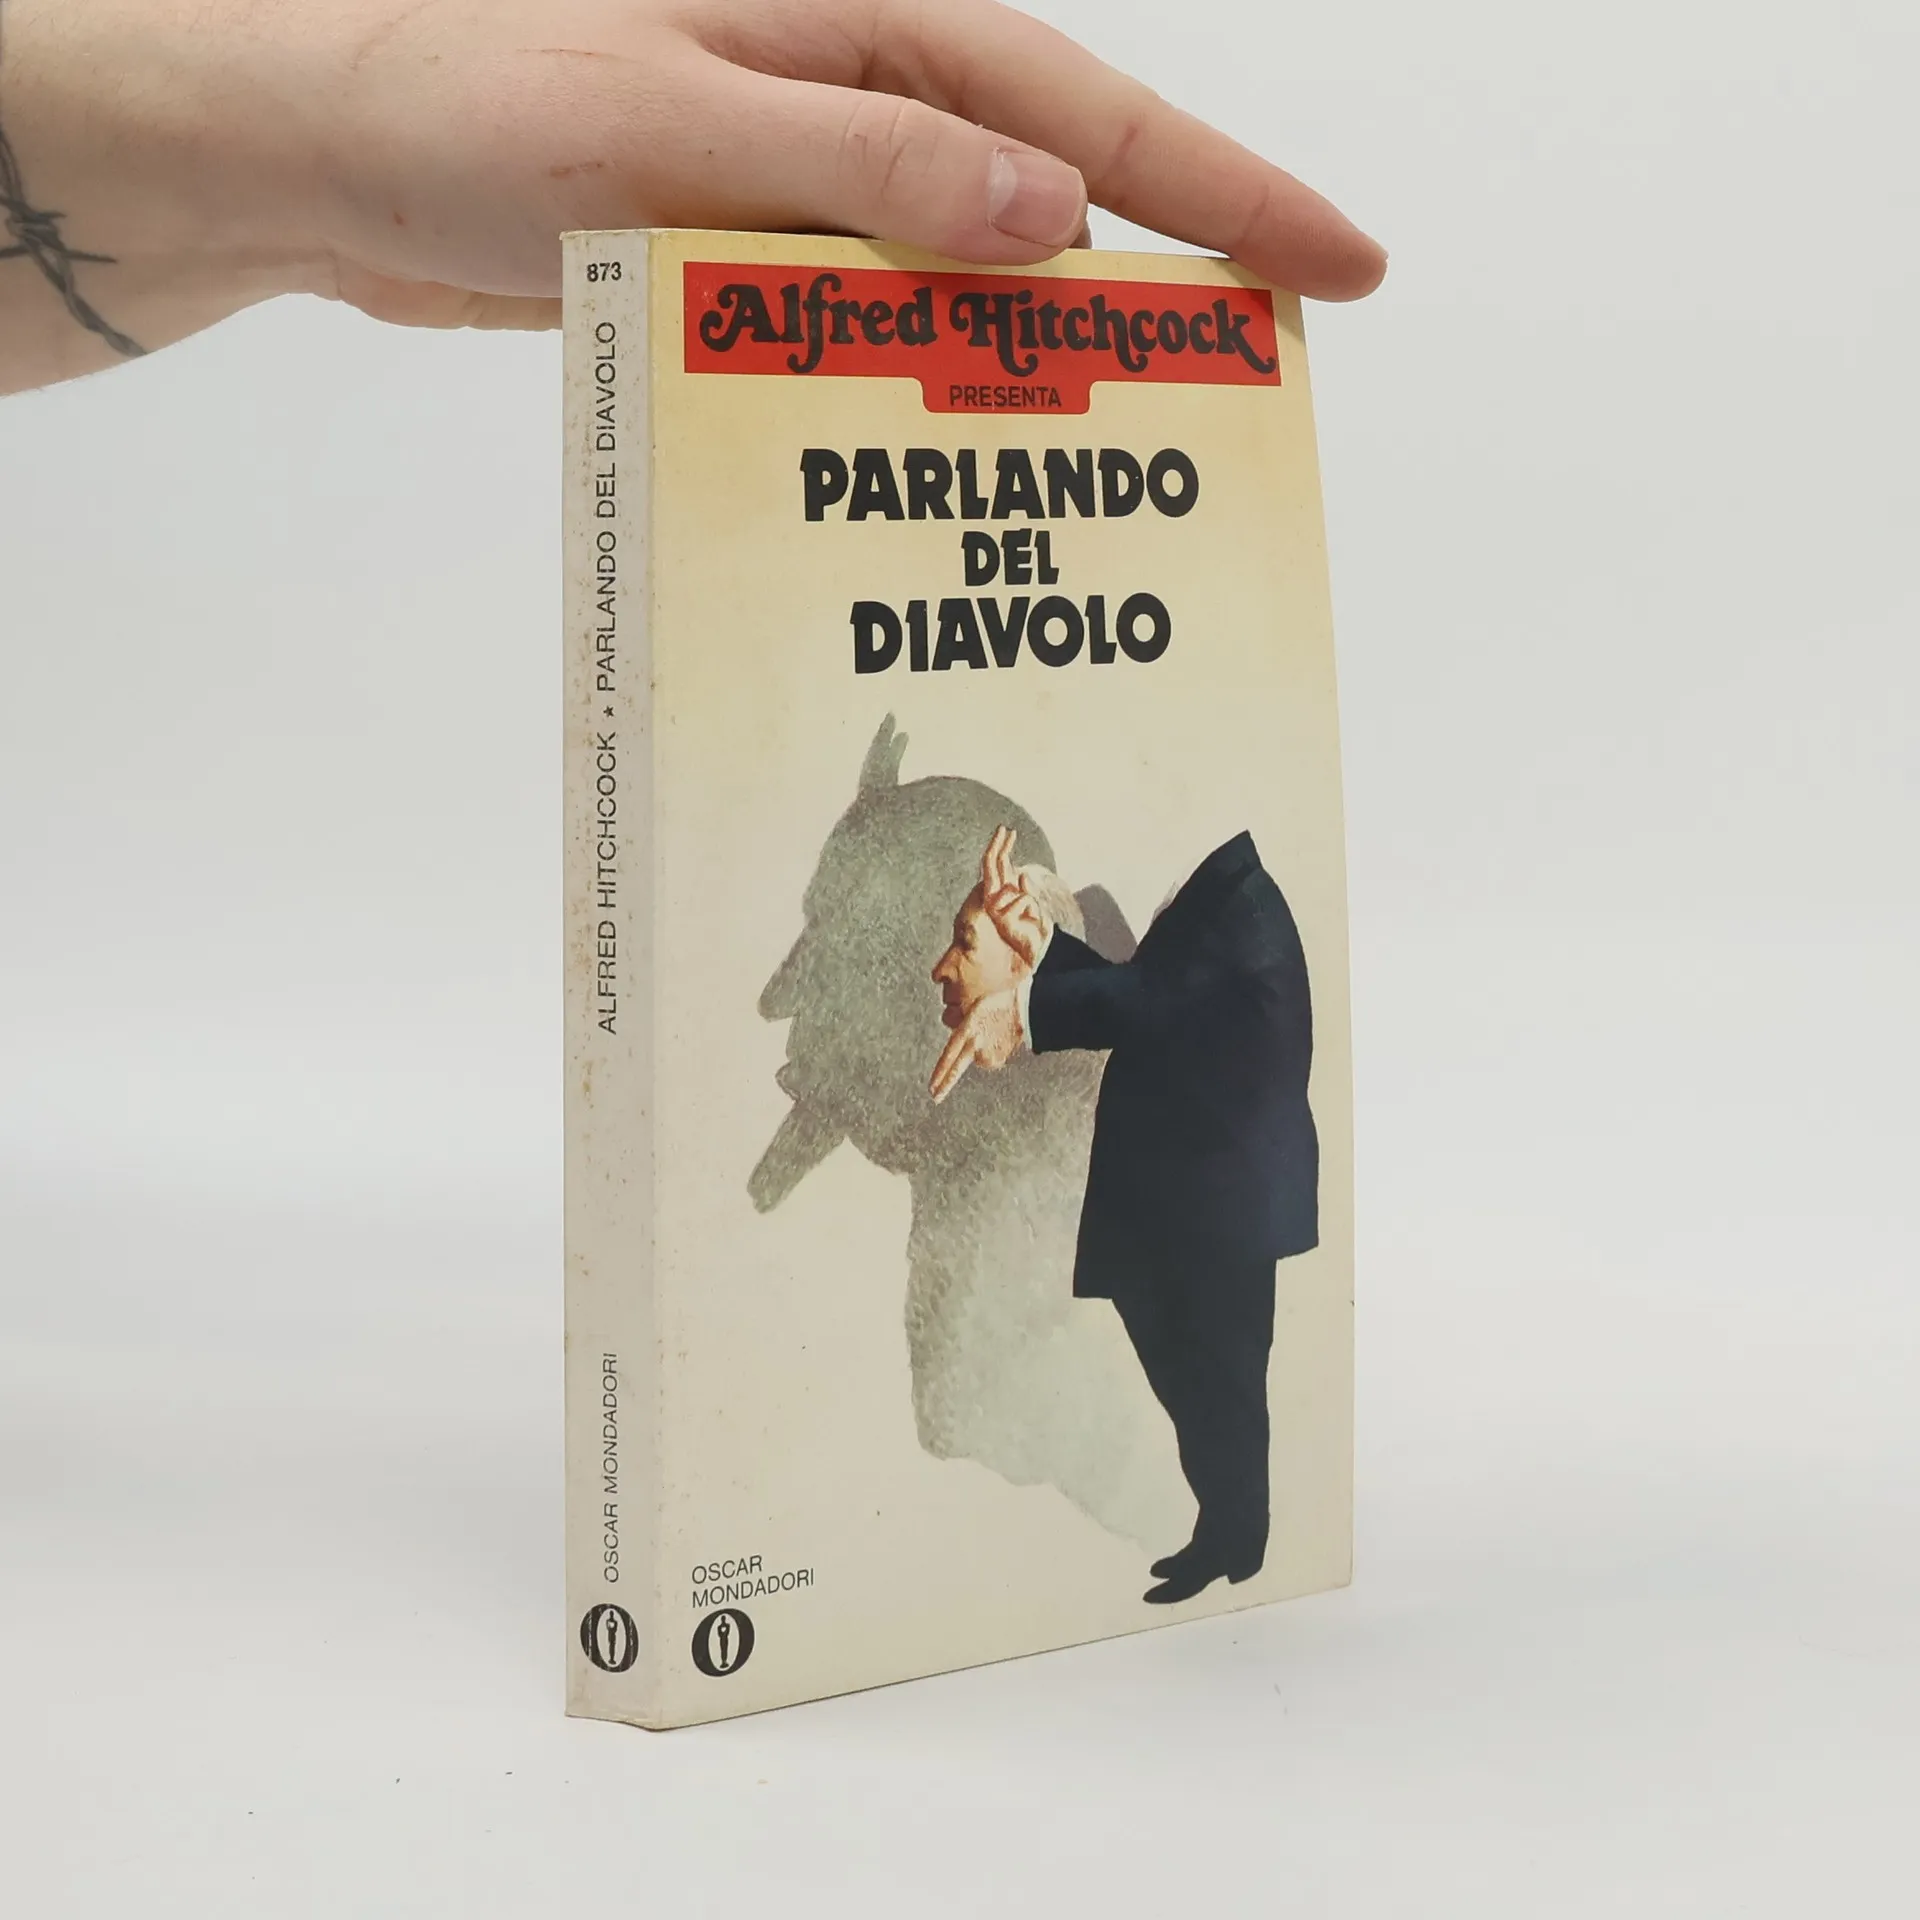 873
ALFRED HITCHCOCK ★ PARLANDO DEL DIAVOLO
OSCAR MONDADORI
Alfred Hitchcock
PRESENTA
PARLANDO
DEL
DIAVOLO
OSCAR
MONDADORI